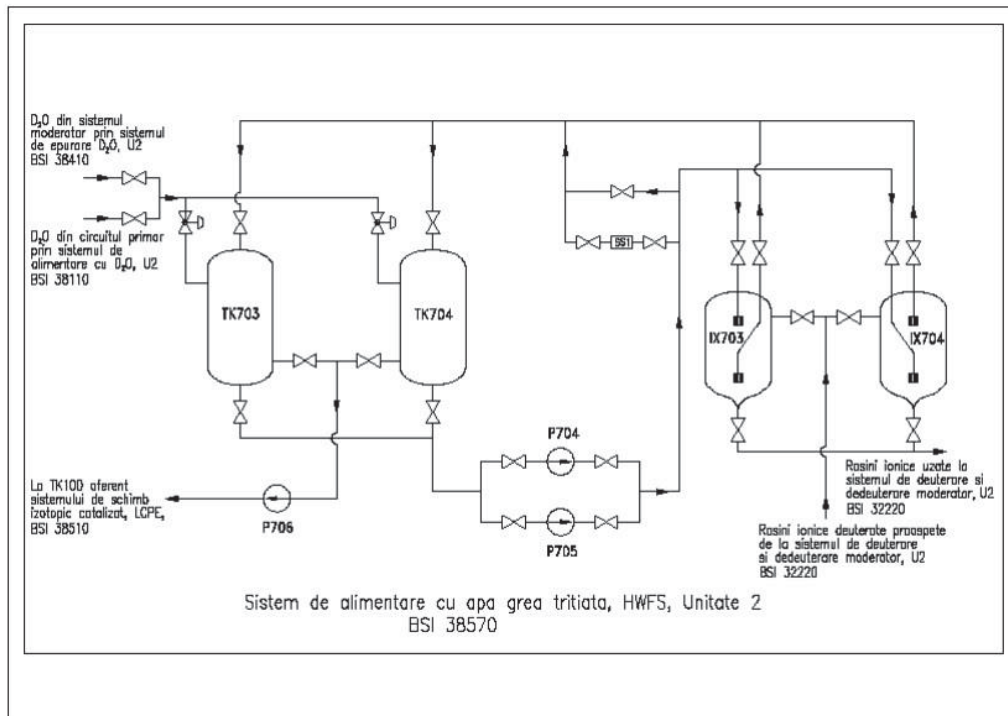 D₂O din sistemul
moderator prin sistemul
de epurare D₂O, U2
BSI 38410
D₂O din circuitul primar
prin sistemul de
alimentare cu D₂O, U2
BSI 38110
TK703
TK704
SS1
IX703
IX704
P704
P705
La TK100 aferent
sistemului de schimb
izotopic catalizat, LCPE,
BSI 38510
P706
Rasini ionice uzate la
sistemul de deuterare si
dedeuterare moderator, U2
BSI 32220
Rasini ionice deuterate proaspete
de la sistemul de deuterare
si dedeuterare moderator, U2
BSI 32220
Sistem de alimentare cu apa grea tritiata, HWFS, Unitate 2
BSI 38570